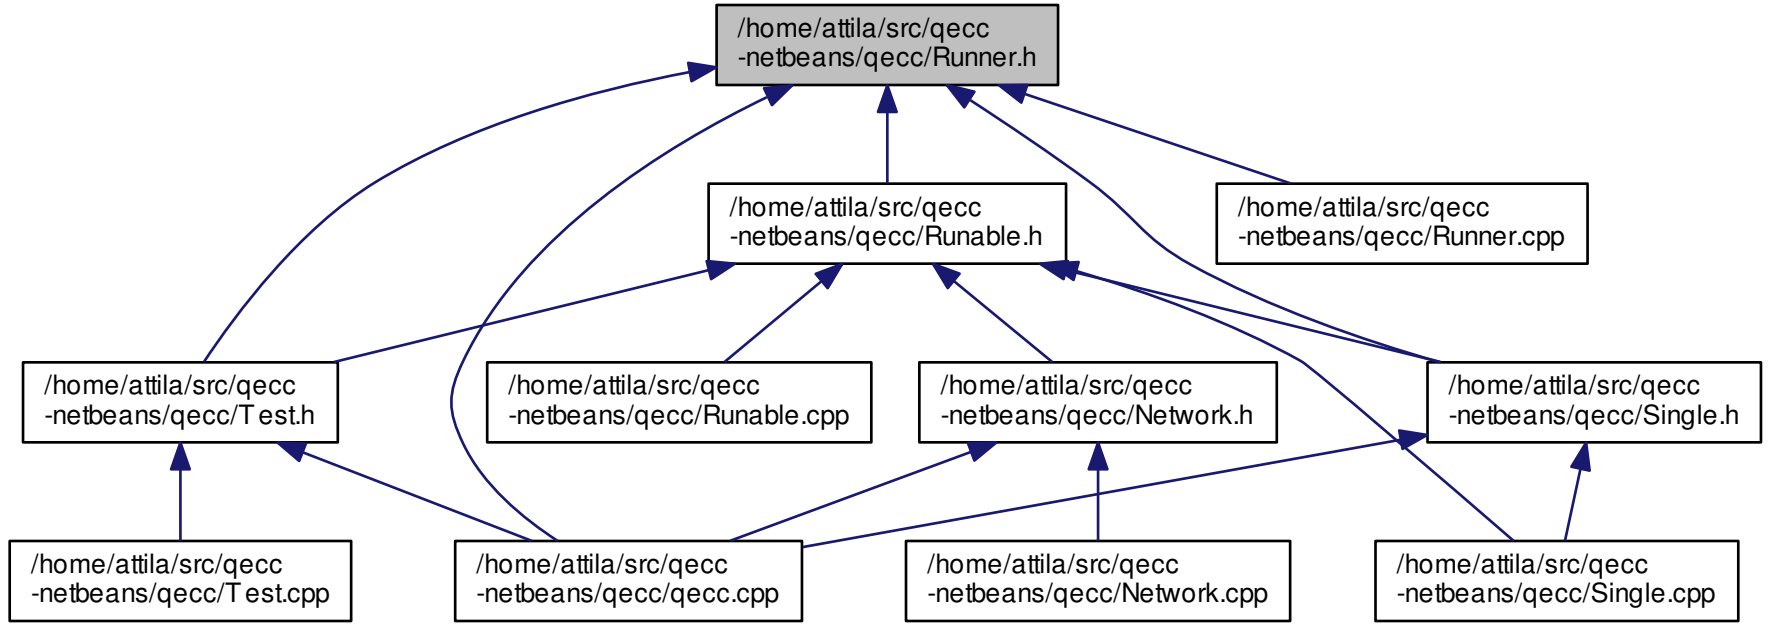 /home/attila/src/qecc
-netbeans/qecc/Runner.h
/home/attila/src/qecc
-netbeans/qecc/Runable.h
/home/attila/src/qecc
-netbeans/qecc/Runner.cpp
/home/attila/src/qecc
-netbeans/qecc/Test.h
/home/attila/src/qecc
-netbeans/qecc/Runable.cpp
/home/attila/src/qecc
-netbeans/qecc/Network.h
/home/attila/src/qecc
-netbeans/qecc/Single.h
/home/attila/src/qecc
-netbeans/qecc/Test.cpp
/home/attila/src/qecc
-netbeans/qecc/qecc.cpp
/home/attila/src/qecc
-netbeans/qecc/Network.cpp
/home/attila/src/qecc
-netbeans/qecc/Single.cpp